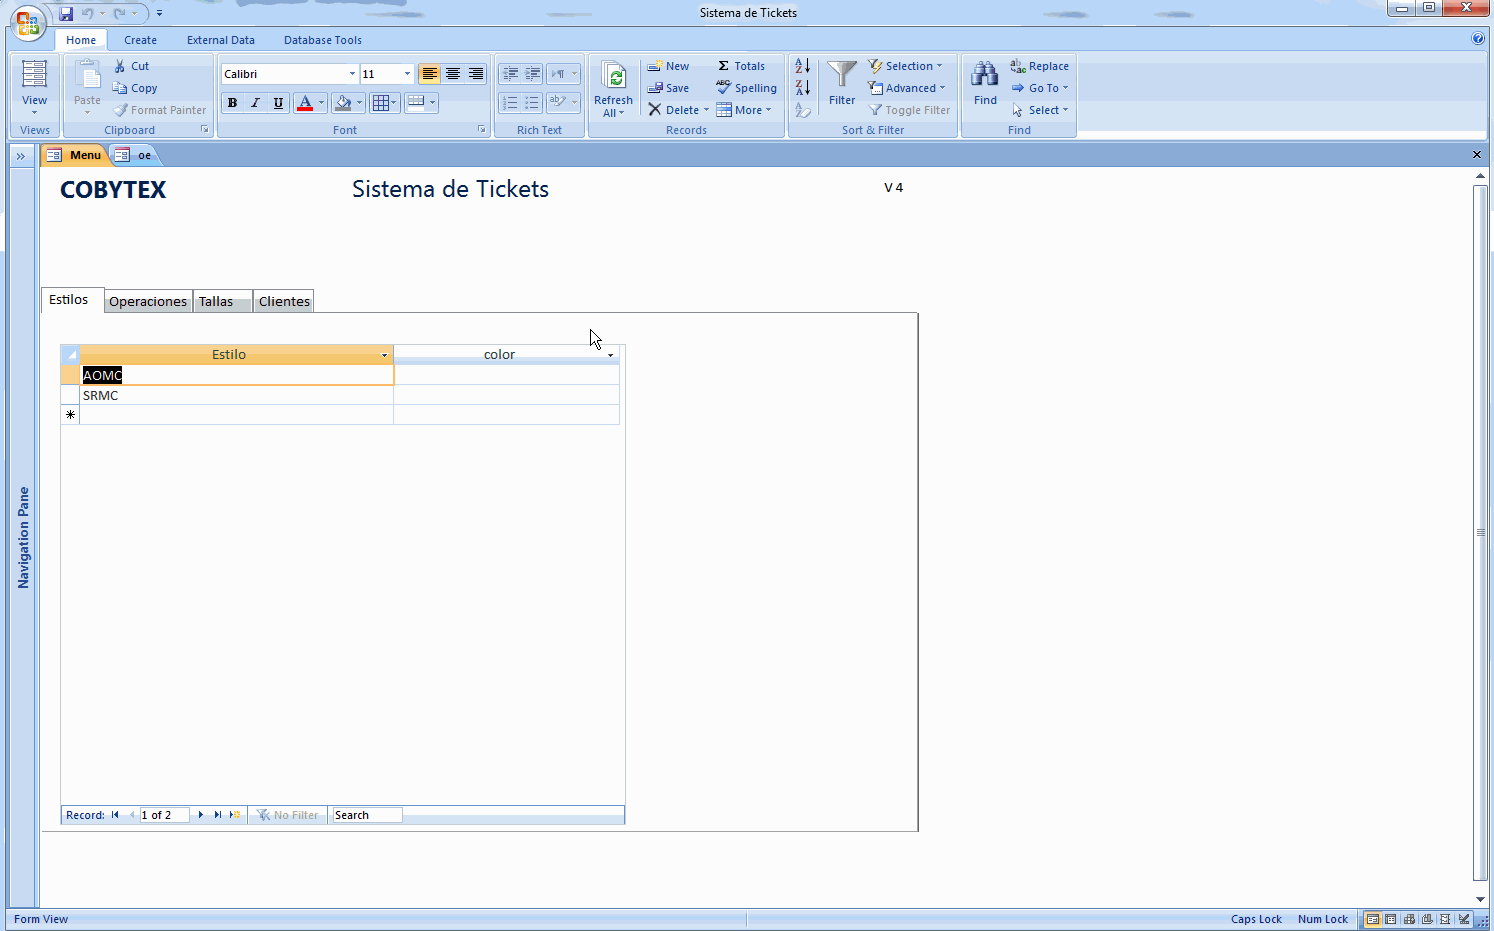 Sistema de Tickets
Home Create External Data Database Tools
View
Views
Paste
Cut
Copy
Format Painter
Clipboard
Calibri 11
B I U A
Font
Rich Text
Refresh All
New Totals
Save Spelling
Delete More
Records
Filter
Selection
Advanced
Toggle Filter
Sort & Filter
Find
Replace
Go To
Select
Find
Menu oe
COBYTEX Sistema de Tickets V 4
Estilos Operaciones Tallas Clientes
Estilo color
AOMC
SRMC
Navigation Pane
Record: 1 of 2 No Filter Search
Form View Caps Lock Num Lock